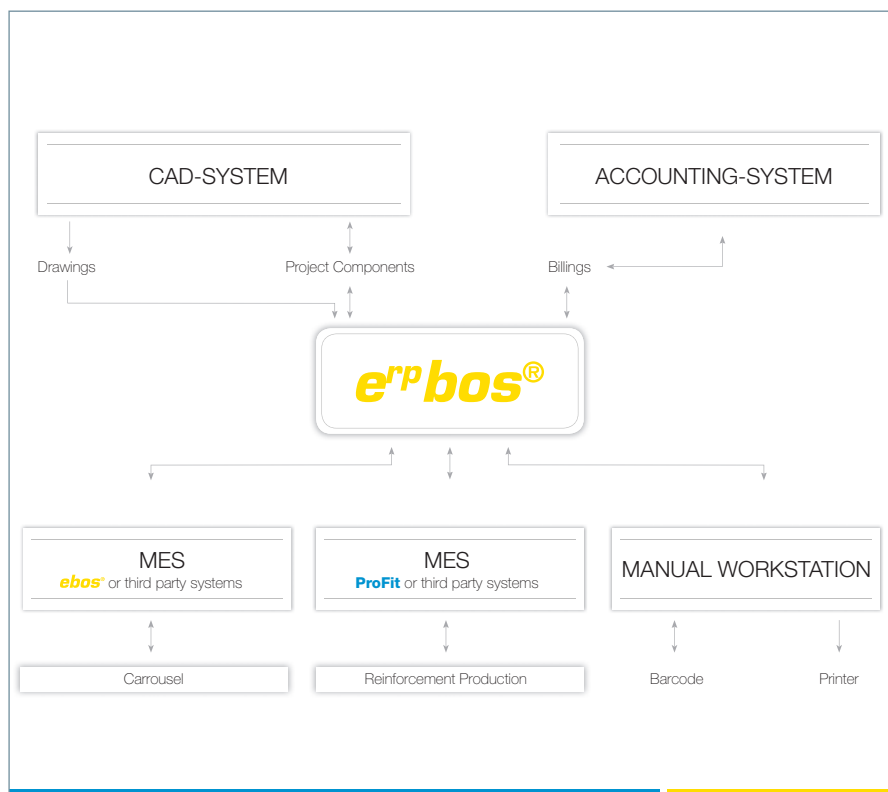 CAD-SYSTEM
ACCOUNTING-SYSTEM
Drawings
Project Components
Billings
erpbos®
MES
ebos® or third party systems
MES
ProFit or third party systems
MANUAL WORKSTATION
Carrousel
Reinforcement Production
Barcode
Printer